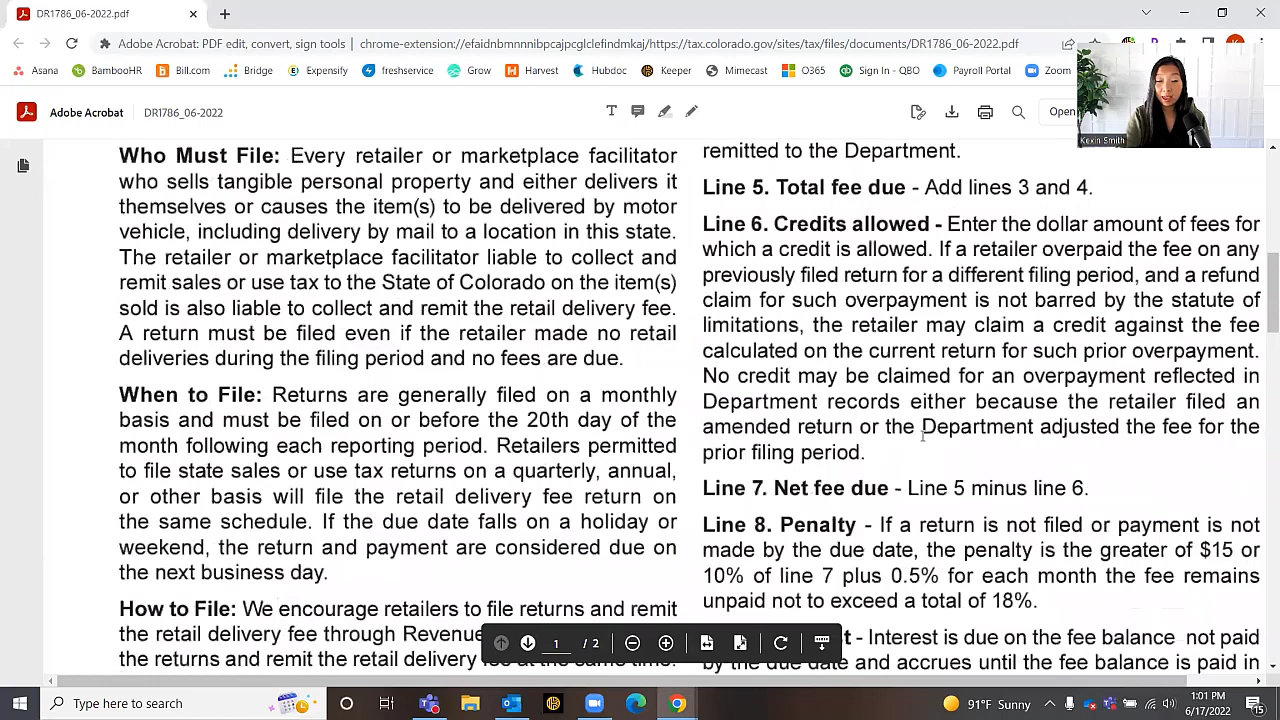 DR1786_06-2022.pdf
Adobe Acrobat: PDF edit, convert, sign tools | chrome-extension://efaidnbmnnnibpcajpcglclefindmkaj/https://tax.colorado.gov/sites/tax/files/documents/DR1786_06-2022.pdf
Asana BambooHR Bill.com Bridge Expensify freshservice Grow Harvest Hubdoc Keeper Mimecast O365 Sign In - QBO Payroll Portal Zoom
Adobe Acrobat DR1786_06-2022 Open
Kexin Smith
Who Must File: Every retailer or marketplace facilitator
who sells tangible personal property and either delivers it
themselves or causes the item(s) to be delivered by motor
vehicle, including delivery by mail to a location in this state.
The retailer or marketplace facilitator liable to collect and
remit sales or use tax to the State of Colorado on the item(s)
sold is also liable to collect and remit the retail delivery fee.
A return must be filed even if the retailer made no retail
deliveries during the filing period and no fees are due.
When to File: Returns are generally filed on a monthly
basis and must be filed on or before the 20th day of the
month following each reporting period. Retailers permitted
to file state sales or use tax returns on a quarterly, annual,
or other basis will file the retail delivery fee return on
the same schedule. If the due date falls on a holiday or
weekend, the return and payment are considered due on
the next business day.
How to File: We encourage retailers to file returns and remit
the retail delivery fee through Revenue
the returns and remit the retail delivery fee at the same time.
remitted to the Department.
Line 5. Total fee due - Add lines 3 and 4.
Line 6. Credits allowed - Enter the dollar amount of fees for
which a credit is allowed. If a retailer overpaid the fee on any
previously filed return for a different filing period, and a refund
claim for such overpayment is not barred by the statute of
limitations, the retailer may claim a credit against the fee
calculated on the current return for such prior overpayment.
No credit may be claimed for an overpayment reflected in
Department records either because the retailer filed an
amended return or the Department adjusted the fee for the
prior filing period.
Line 7. Net fee due - Line 5 minus line 6.
Line 8. Penalty - If a return is not filed or payment is not
made by the due date, the penalty is the greater of $15 or
10% of line 7 plus 0.5% for each month the fee remains
unpaid not to exceed a total of 18%.
t - Interest is due on the fee balance not paid
by the due date and accrues until the fee balance is paid in
1 / 2
Type here to search
91°F Sunny
1:01 PM
6/17/2022
15